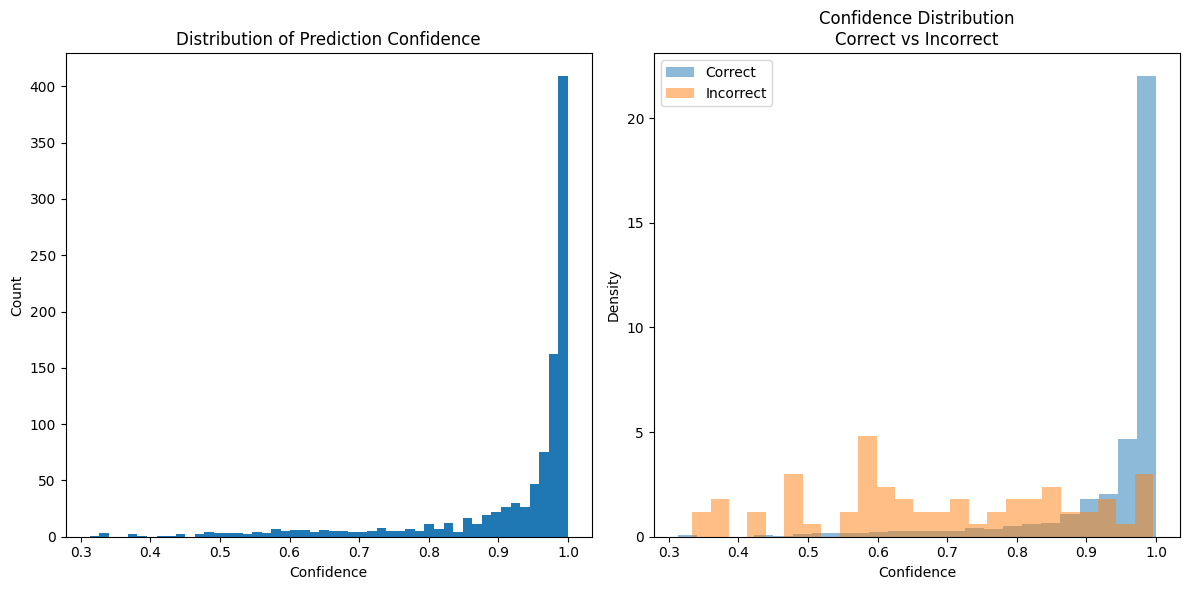 Distribution of Prediction Confidence
Count
400
350
300
250
200
150
100
50
0
0.3 0.4 0.5 0.6 0.7 0.8 0.9 1.0
Confidence
Confidence Distribution
Correct vs Incorrect
Correct
Incorrect
Density
20
15
10
5
0
0.3 0.4 0.5 0.6 0.7 0.8 0.9 1.0
Confidence